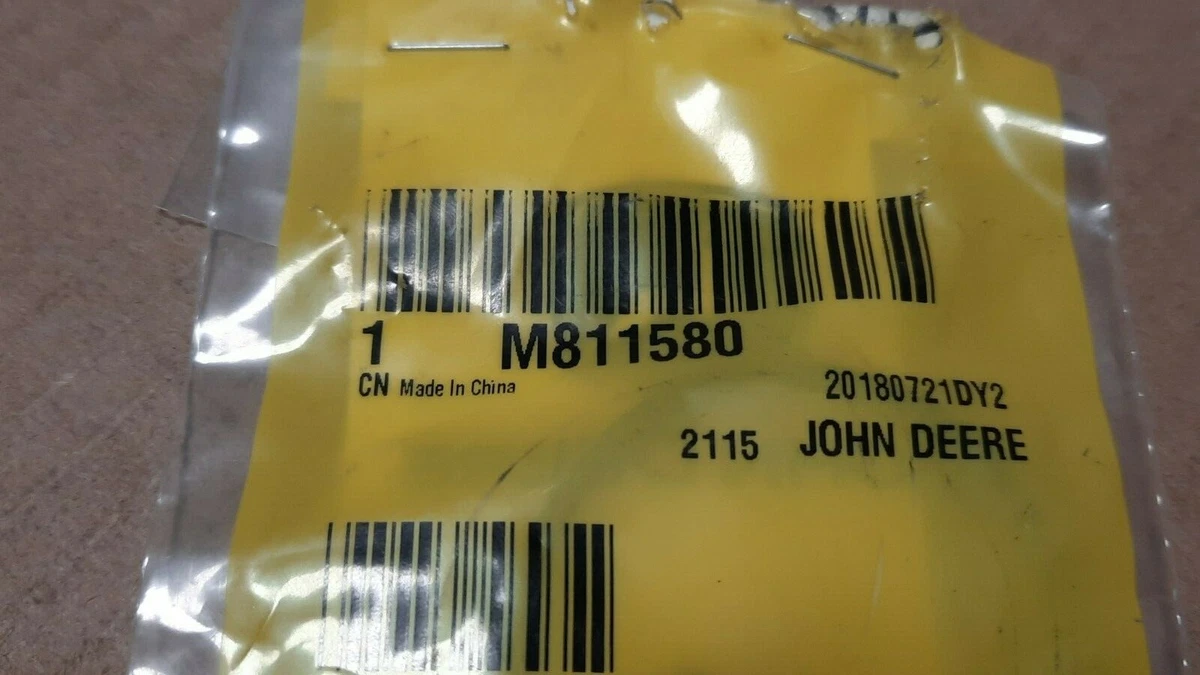 1 M811580
CN Made In China
20180721DY2
2115 JOHN DEERE